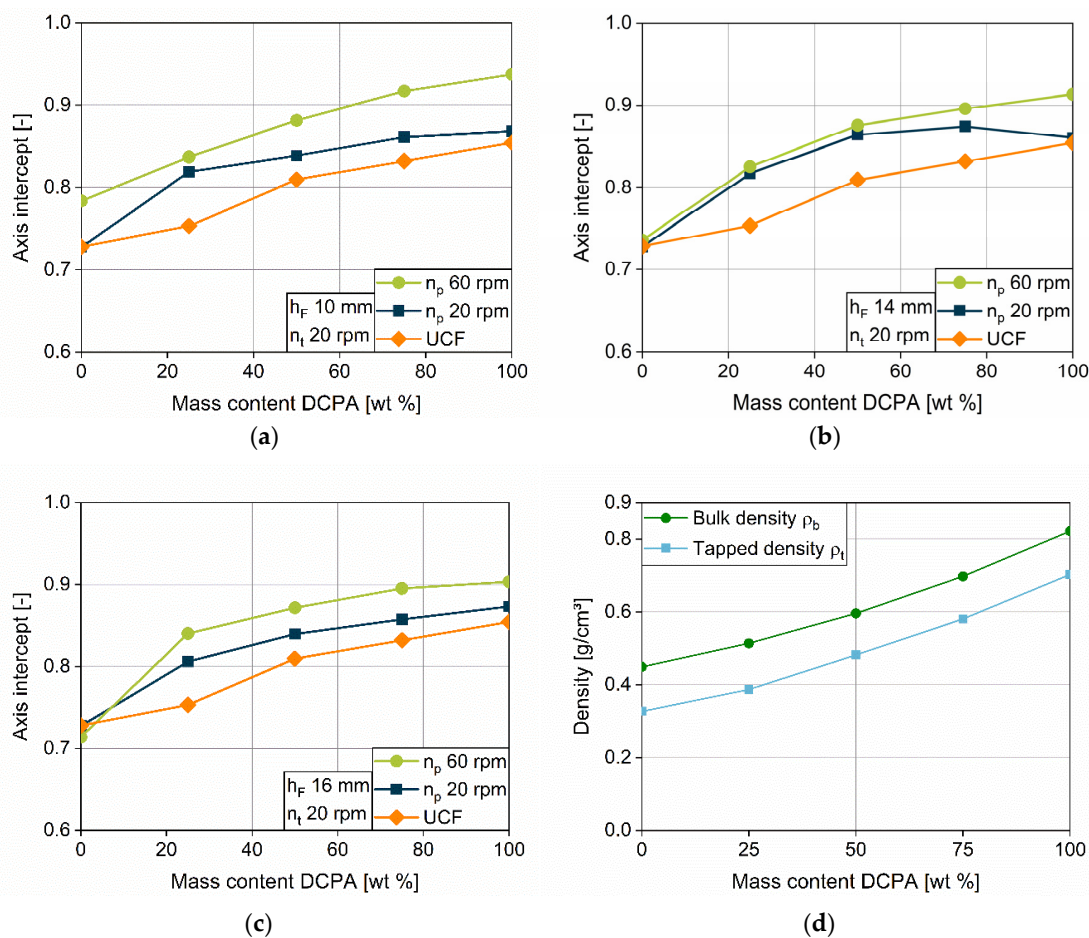 1.0
0.9
0.8
0.7
0.6
Axis intercept [-]
h_F 10 mm
n_t 20 rpm
n_p 60 rpm
n_p 20 rpm
UCF
0 20 40 60 80 100
Mass content DCPA [wt %]
(a)
1.0
0.9
0.8
0.7
0.6
Axis intercept [-]
h_F 14 mm
n_t 20 rpm
n_p 60 rpm
n_p 20 rpm
UCF
0 20 40 60 80 100
Mass content DCPA [wt %]
(b)
1.0
0.9
0.8
0.7
0.6
Axis intercept [-]
h_F 16 mm
n_t 20 rpm
n_p 60 rpm
n_p 20 rpm
UCF
0 20 40 60 80 100
Mass content DCPA [wt %]
(c)
0.9
0.8
0.6
0.4
0.2
0.0
Density [g/cm³]
Bulk density ρ_b
Tapped density ρ_t
0 25 50 75 100
Mass content DCPA [wt %]
(d)